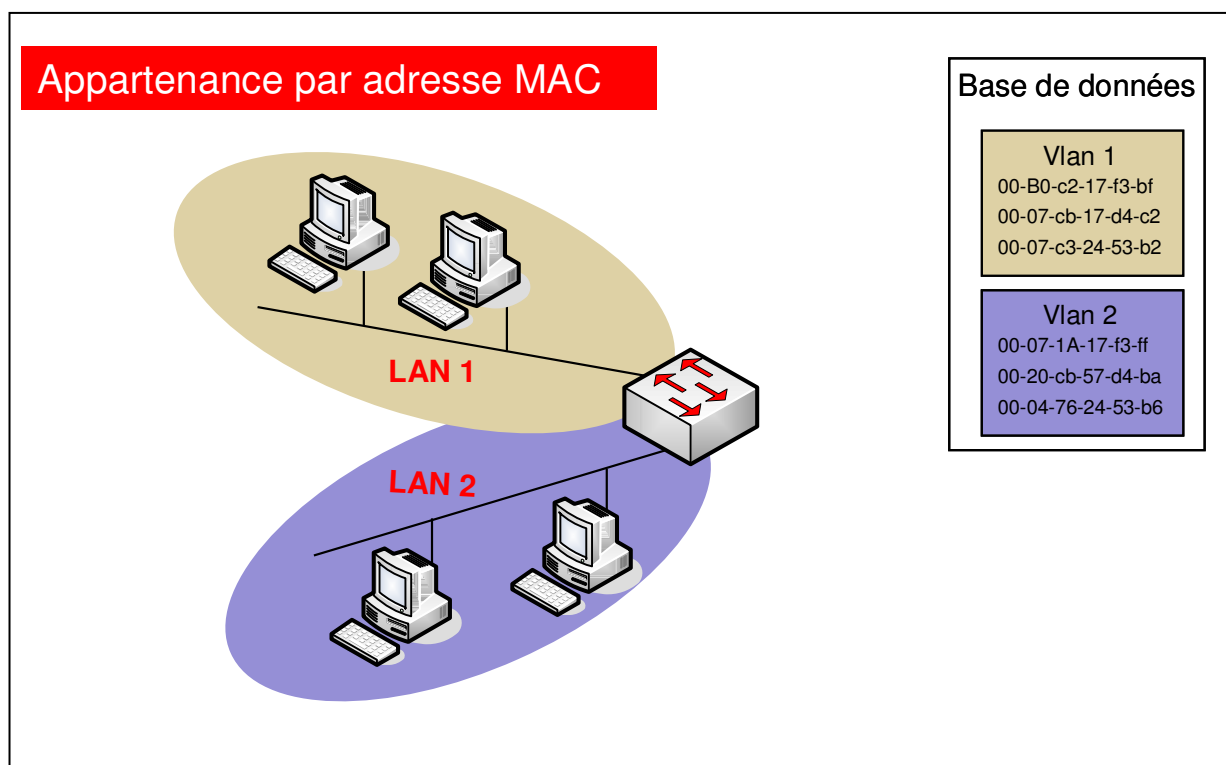 Appartenance par adresse MAC
Base de données
Vlan 1
00-B0-c2-17-f3-bf
00-07-cb-17-d4-c2
00-07-c3-24-53-b2
Vlan 2
00-07-1A-17-f3-ff
00-20-cb-57-d4-ba
00-04-76-24-53-b6
LAN 1
LAN 2